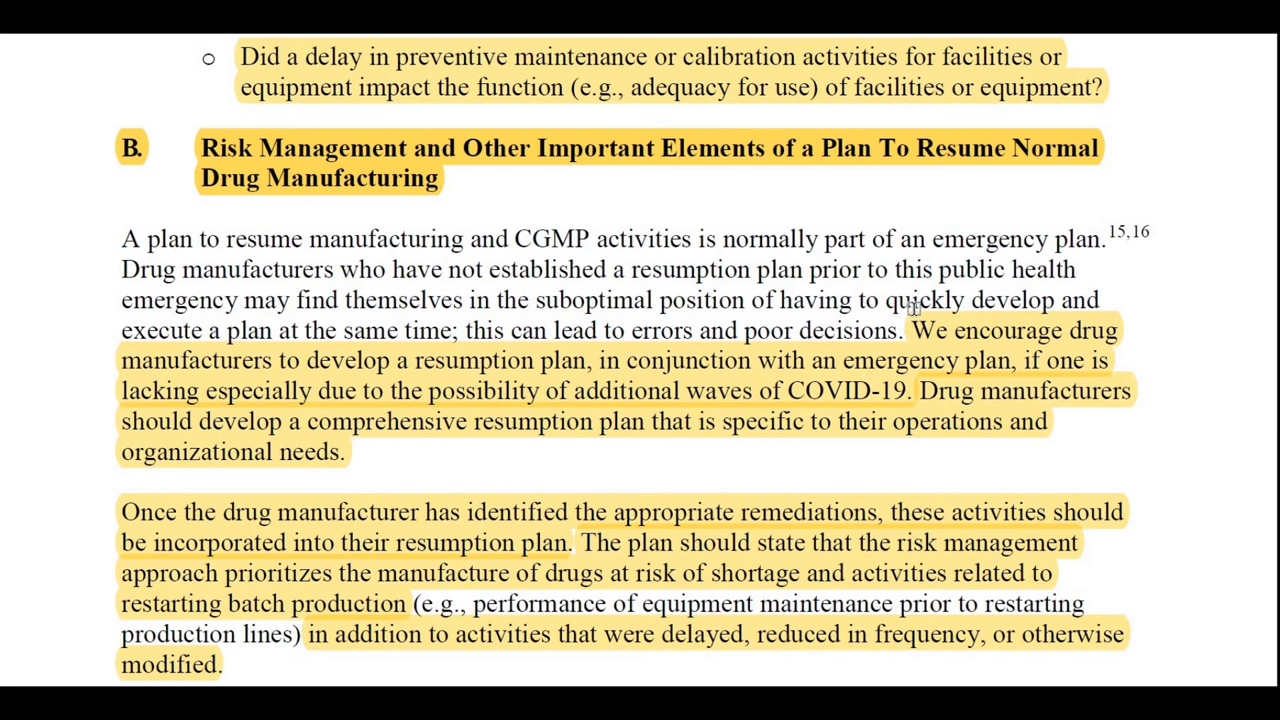 o Did a delay in preventive maintenance or calibration activities for facilities or
equipment impact the function (e.g., adequacy for use) of facilities or equipment?
B. Risk Management and Other Important Elements of a Plan To Resume Normal
Drug Manufacturing
A plan to resume manufacturing and CGMP activities is normally part of an emergency plan.15,16
Drug manufacturers who have not established a resumption plan prior to this public health
emergency may find themselves in the suboptimal position of having to quickly develop and
execute a plan at the same time; this can lead to errors and poor decisions. We encourage drug
manufacturers to develop a resumption plan, in conjunction with an emergency plan, if one is
lacking especially due to the possibility of additional waves of COVID-19. Drug manufacturers
should develop a comprehensive resumption plan that is specific to their operations and
organizational needs.
Once the drug manufacturer has identified the appropriate remediations, these activities should
be incorporated into their resumption plan. The plan should state that the risk management
approach prioritizes the manufacture of drugs at risk of shortage and activities related to
restarting batch production (e.g., performance of equipment maintenance prior to restarting
production lines) in addition to activities that were delayed, reduced in frequency, or otherwise
modified.